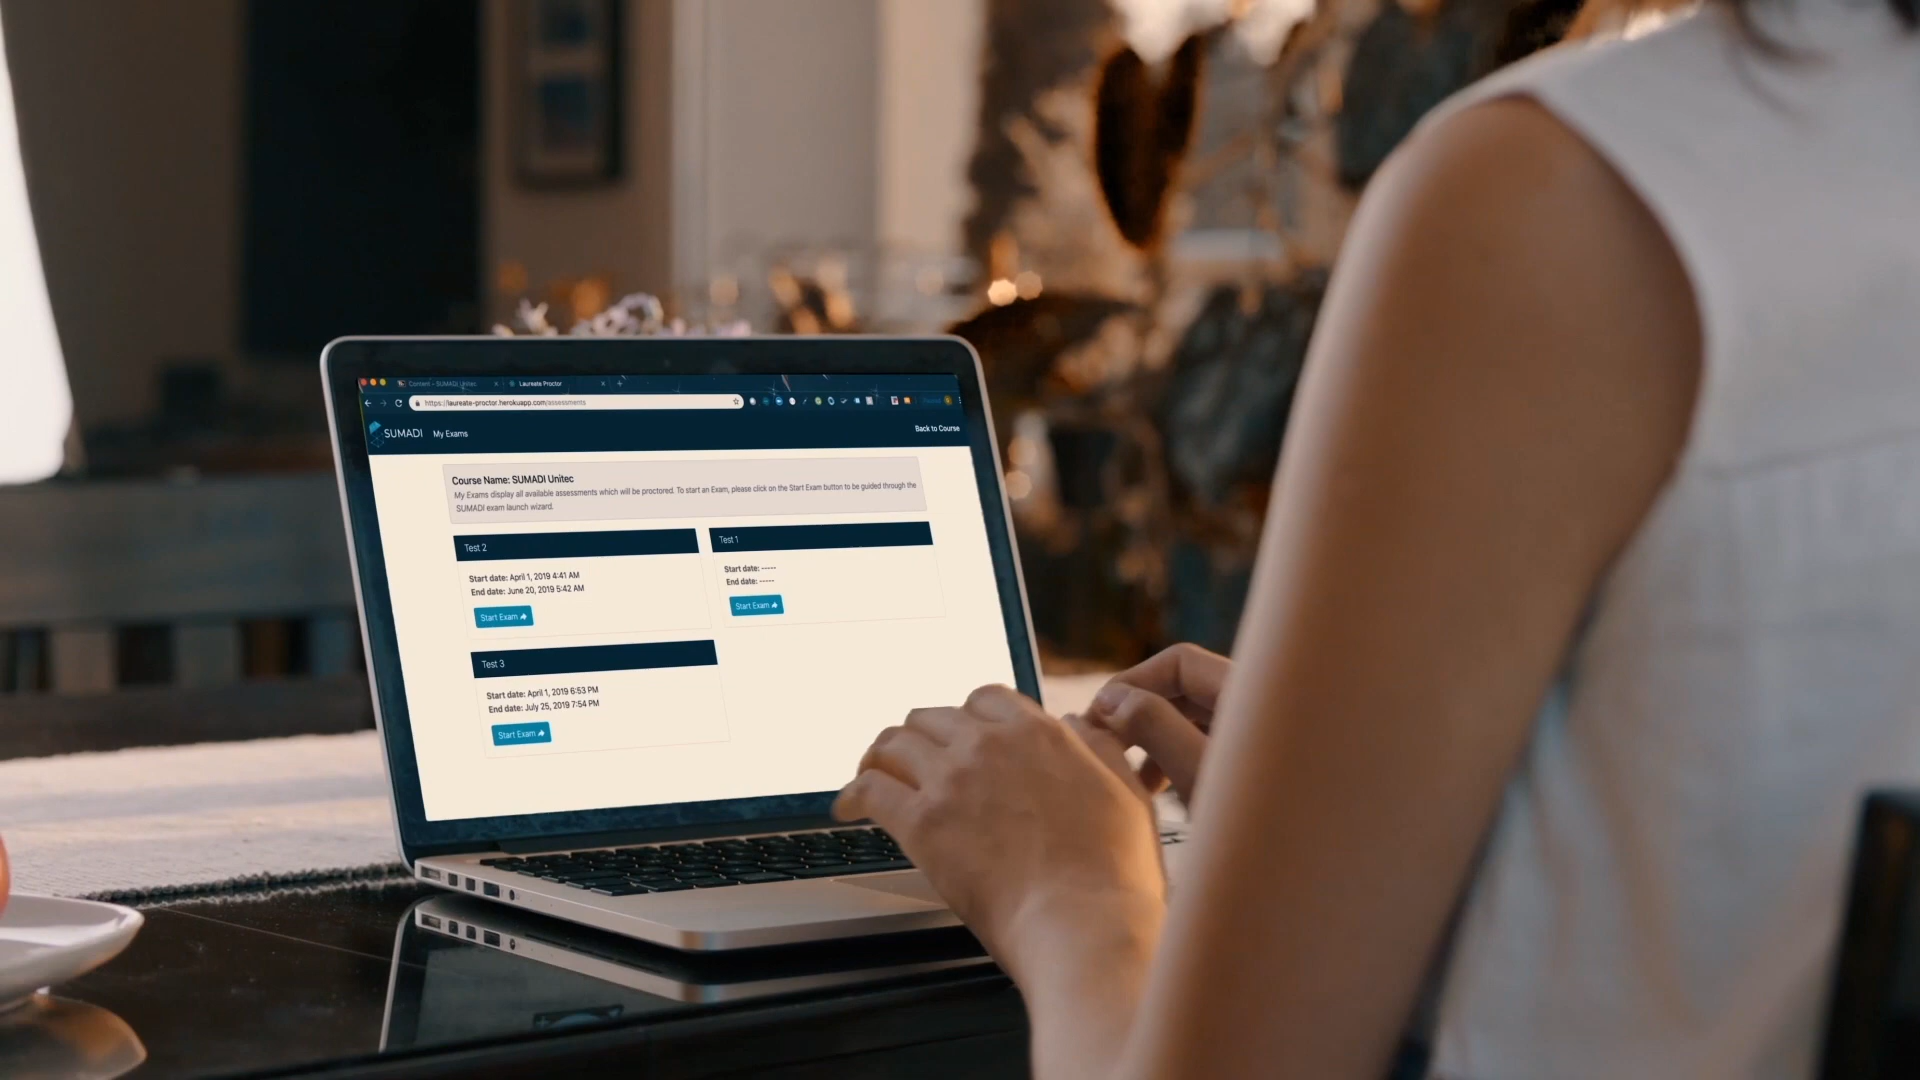 Content - SUMADI Unitec
Laureate Proctor
https://laureate-proctor.herokuapp.com/assessments
SUMADI My Exams Back to Course
Course Name: SUMADI Unitec
My Exams display all available assessments which will be proctored. To start an Exam, please click on the Start Exam button to be guided through the
SUMADI exam launch wizard.
Test 2
Start date: April 1, 2019 4:41 AM
End date: June 20, 2019 5:42 AM
Start Exam
Test 1
Start date: -----
End date: -----
Start Exam
Test 3
Start date: April 1, 2019 6:53 PM
End date: July 25, 2019 7:54 PM
Start Exam